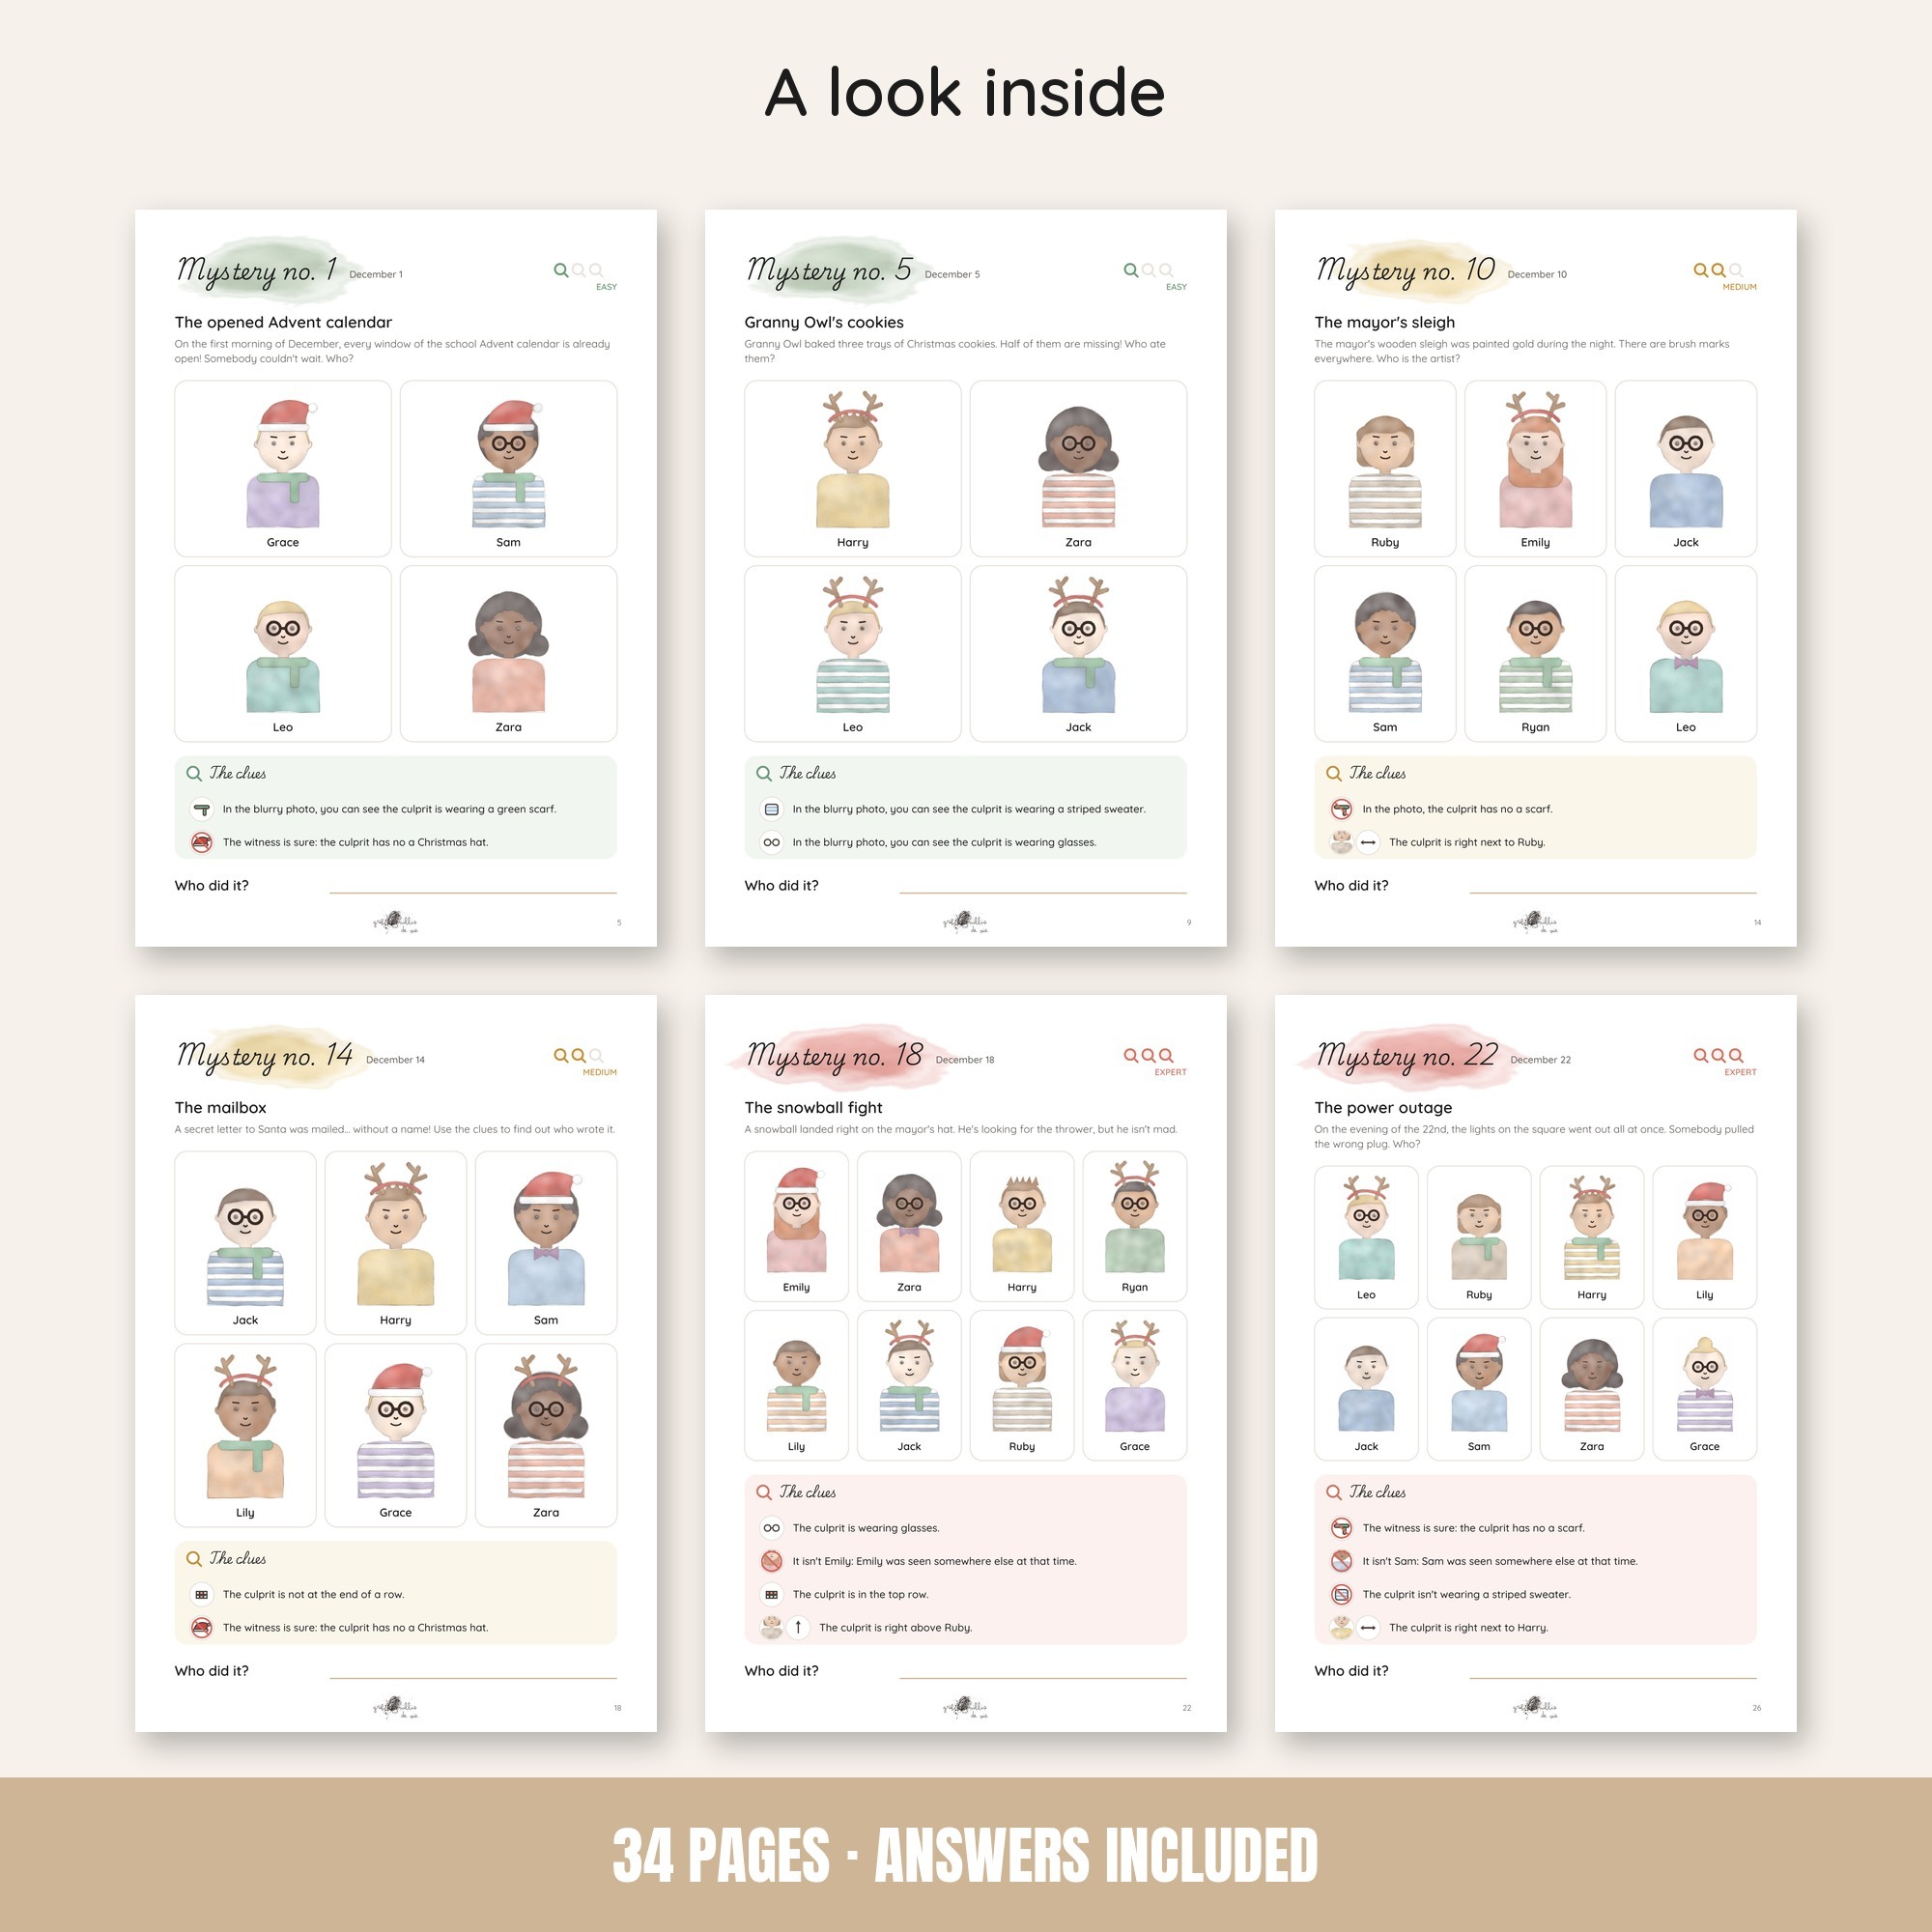 A look inside
Mystery no. 1 December 1
EASY
The opened Advent calendar
On the first morning of December, every window of the school Advent calendar is already
open! Somebody couldn't wait. Who?
Grace
Sam
Leo
Zara
The clues
In the blurry photo, you can see the culprit is wearing a green scarf.
The witness is sure: the culprit has no a Christmas hat.
Who did it?
5
Mystery no. 5 December 5
EASY
Granny Owl's cookies
Granny Owl baked three trays of Christmas cookies. Half of them are missing! Who ate
them?
Harry
Zara
Leo
Jack
The clues
In the blurry photo, you can see the culprit is wearing a striped sweater.
In the blurry photo, you can see the culprit is wearing glasses.
Who did it?
9
Mystery no. 10 December 10
MEDIUM
The mayor's sleigh
The mayor's wooden sleigh was painted gold during the night. There are brush marks
everywhere. Who is the artist?
Ruby
Emily
Jack
Sam
Ryan
Leo
The clues
In the photo, the culprit has no a scarf.
The culprit is right next to Ruby.
Who did it?
14
Mystery no. 14 December 14
MEDIUM
The mailbox
A secret letter to Santa was mailed... without a name! Use the clues to find out who wrote it.
Jack
Harry
Sam
Lily
Grace
Zara
The clues
The culprit is not at the end of a row.
The witness is sure: the culprit has no a Christmas hat.
Who did it?
18
Mystery no. 18 December 18
EXPERT
The snowball fight
A snowball landed right on the mayor's hat. He's looking for the thrower, but he isn't mad.
Emily
Zara
Harry
Ryan
Lily
Jack
Ruby
Grace
The clues
The culprit is wearing glasses.
It isn't Emily: Emily was seen somewhere else at that time.
The culprit is in the top row.
The culprit is right above Ruby.
Who did it?
22
Mystery no. 22 December 22
EXPERT
The power outage
On the evening of the 22nd, the lights on the square went out all at once. Somebody pulled
the wrong plug. Who?
Leo
Ruby
Harry
Lily
Jack
Sam
Zara
Grace
The clues
The witness is sure: the culprit has no a scarf.
It isn't Sam: Sam was seen somewhere else at that time.
The culprit isn't wearing a striped sweater.
The culprit is right next to Harry.
Who did it?
26
34 PAGES · ANSWERS INCLUDED